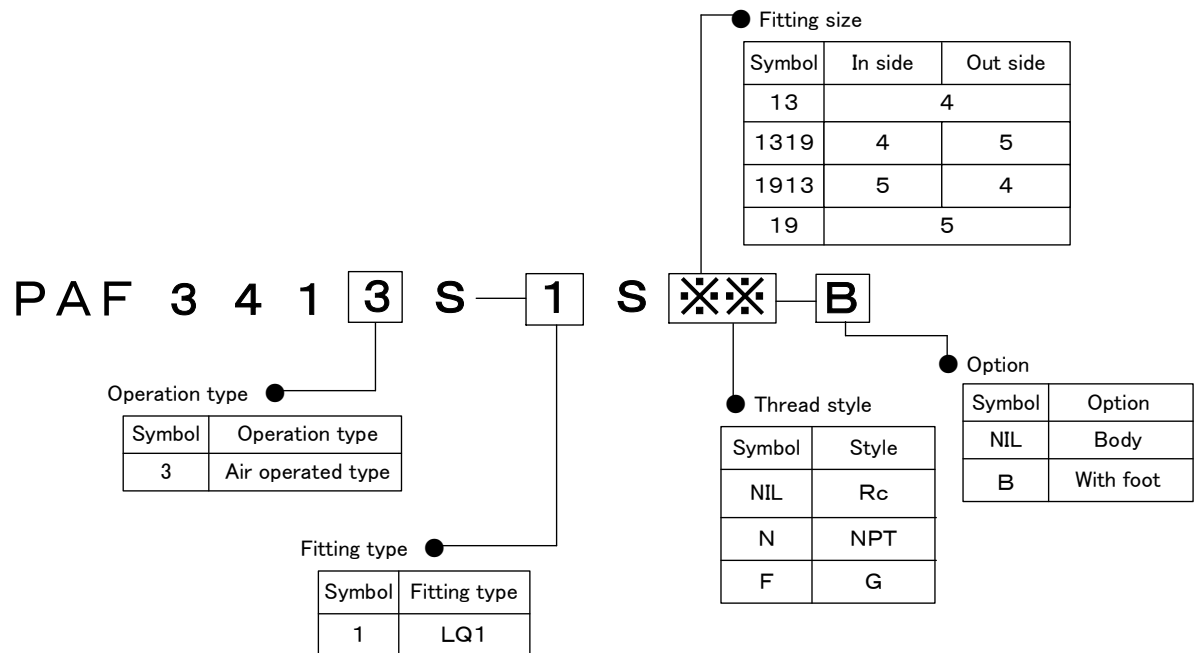 Fitting size
Symbol In side Out side
13 4
1319 4 5
1913 5 4
19 5
PAF 3 4 1 3 S 1 S ※※ B
Operation type
Symbol Operation type
3 Air operated type
Fitting type
Symbol Fitting type
1 LQ1
Thread style
Symbol Style
NIL Rc
N NPT
F G
Option
Symbol Option
NIL Body
B With foot